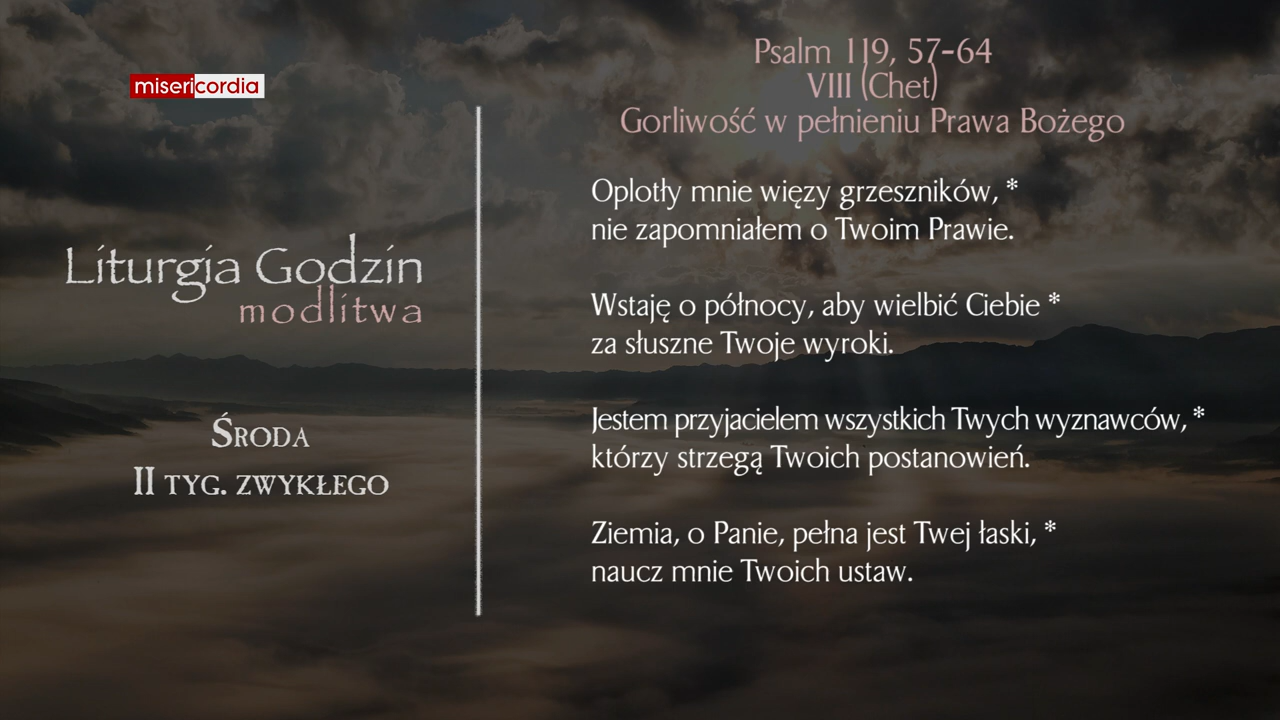 misericordia
Liturgia Godzin
modlitwa
Środa
II tyg. zwykłego
Psalm 119, 57-64
VIII (Chet)
Gorliwość w pełnieniu Prawa Bożego
Oplotły mnie więzy grzeszników, *
nie zapomniałem o Twoim Prawie.
Wstaję o północy, aby wielbić Ciebie *
za słuszne Twoje wyroki.
Jestem przyjacielem wszystkich Twych wyznawców, *
którzy strzegą Twoich postanowień.
Ziemia, o Panie, pełna jest Twej łaski, *
naucz mnie Twoich ustaw.